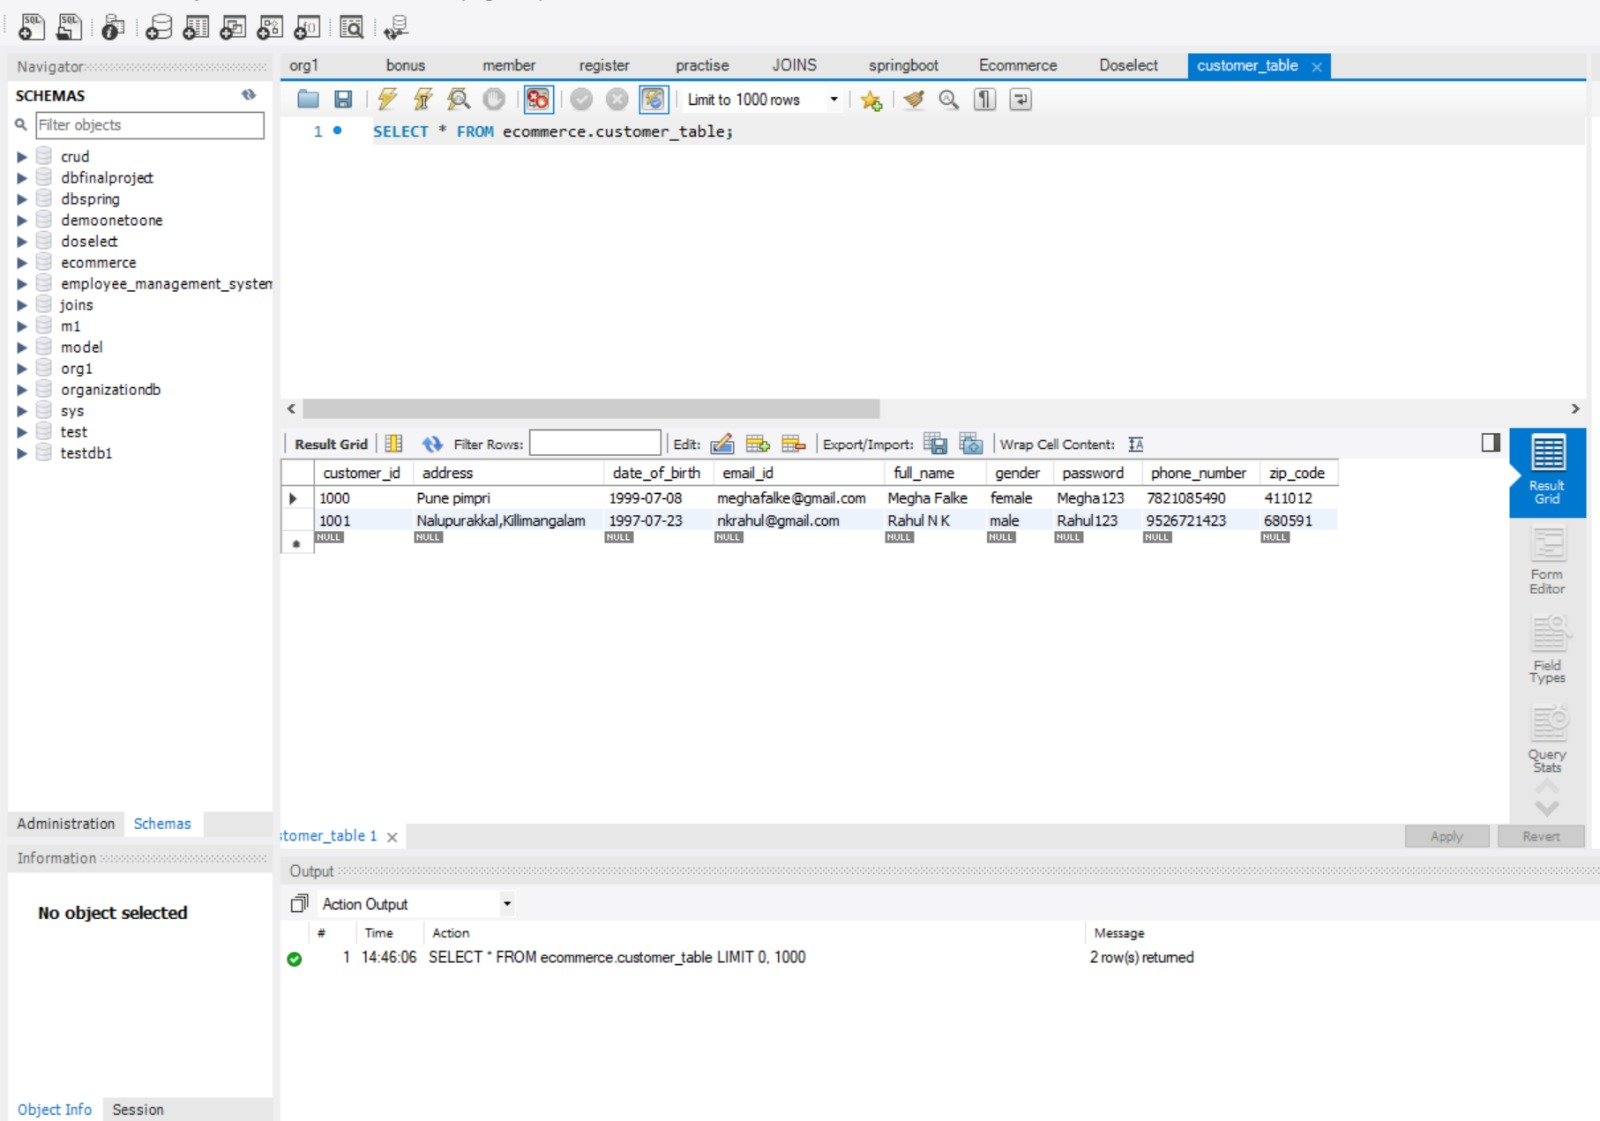 Navigator
SCHEMAS
Filter objects
crud
dbfinalproject
dbspring
demoonetoone
doselect
ecommerce
employee_management_system
joins
m1
model
org1
organizationdb
sys
test
testdb1
Administration Schemas
Information
No object selected
Object Info Session
org1 bonus member register practise JOINS springboot Ecommerce Doselect customer_table
Limit to 1000 rows
1 SELECT * FROM ecommerce.customer_table;
Result Grid Filter Rows: Edit: Export/Import: Wrap Cell Content:
customer_id address date_of_birth email_id full_name gender password phone_number zip_code
1000 Pune pimpri 1999-07-08 meghafalke@gmail.com Megha Falke female Megha123 7821085490 411012
1001 Nalupurakkal,Killimangalam 1997-07-23 nkrahul@gmail.com Rahul N K male Rahul123 9526721423 680591
NULL NULL NULL NULL NULL NULL NULL NULL NULL
Result
Grid
Form
Editor
Field
Types
Query
Stats
stomer_table 1
Apply Revert
Output
Action Output
# Time Action Message
1 14:46:06 SELECT * FROM ecommerce.customer_table LIMIT 0, 1000 2 row(s) returned